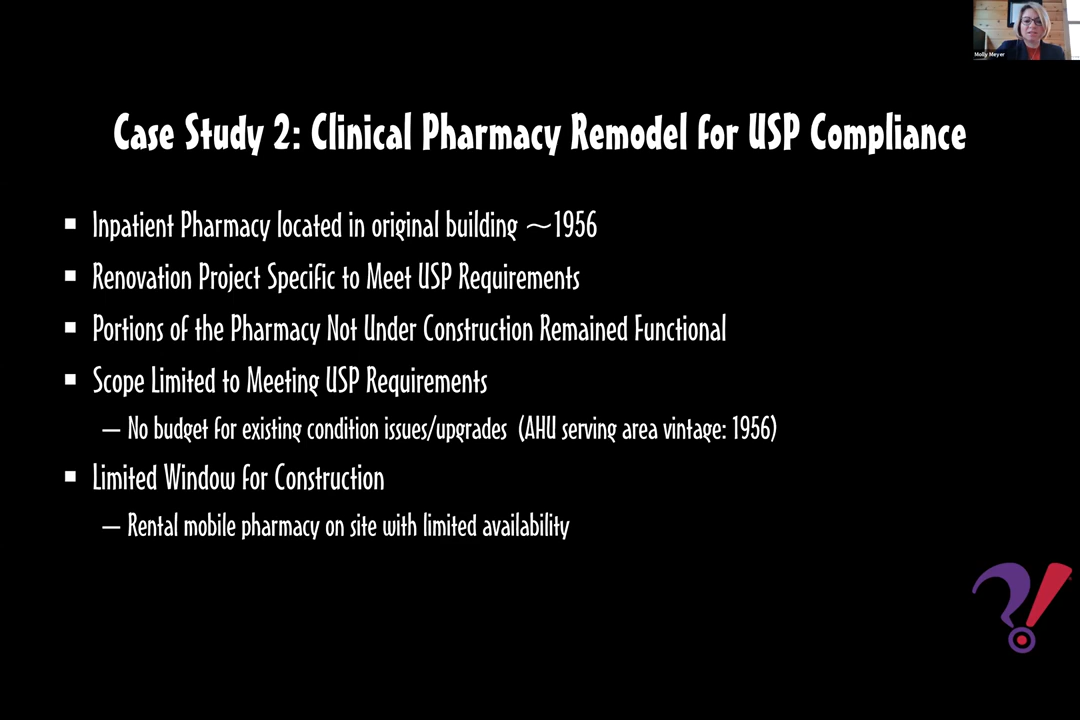 Molly Meyer
Case Study 2: Clinical Pharmacy Remodel for USP Compliance
▪ Inpatient Pharmacy located in original building ~1956
▪ Renovation Project Specific to Meet USP Requirements
▪ Portions of the Pharmacy Not Under Construction Remained Functional
▪ Scope Limited to Meeting USP Requirements
– No budget for existing condition issues/upgrades (AHU serving area vintage: 1956)
▪ Limited Window for Construction
– Rental mobile pharmacy on site with limited availability
?!